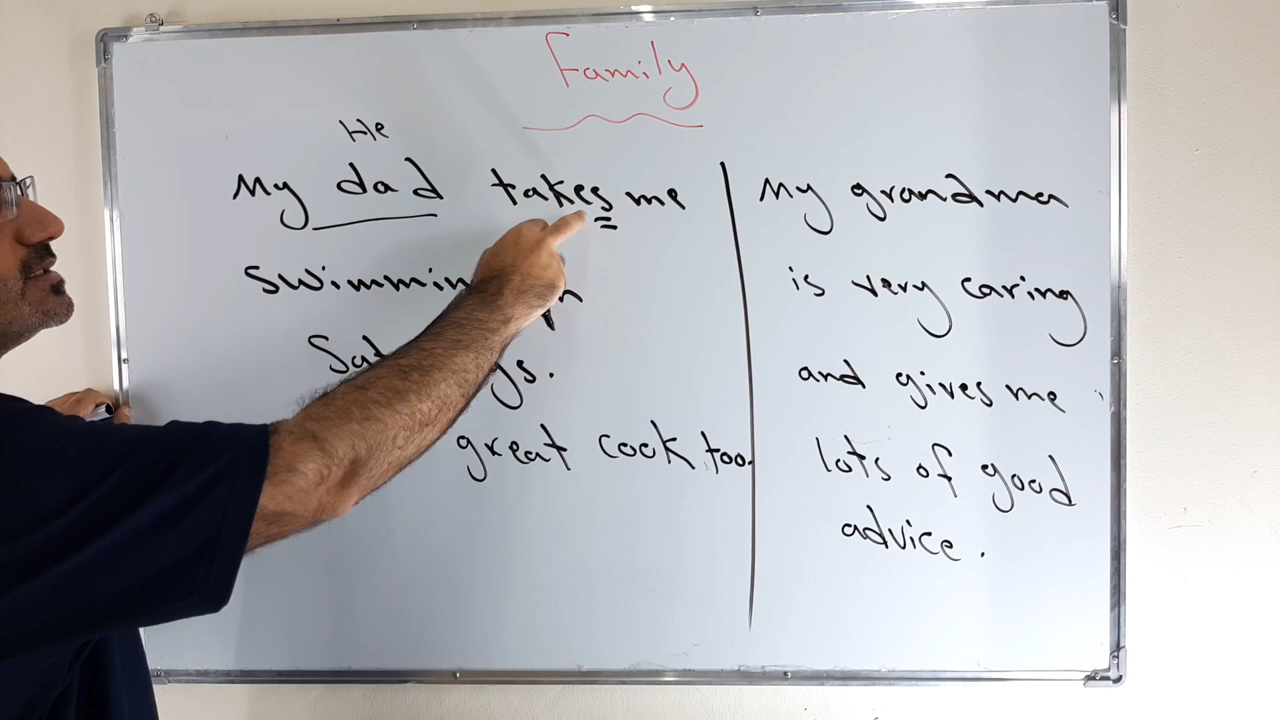 Family
He
My dad takes me
swimmin
Sat ys.
great cook too.
My grandma
is very caring
and gives me
lots of good
advice.